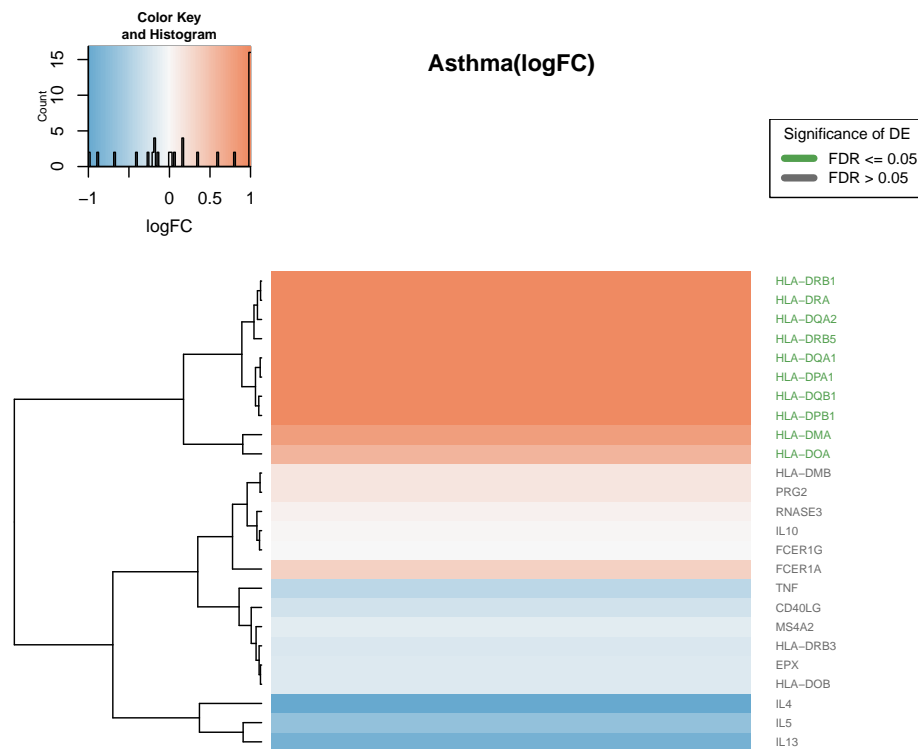 Color Key
and Histogram
Asthma(logFC)
Count
0
5
10
15
−1
0
0.5
1
logFC
Significance of DE
FDR <= 0.05
FDR > 0.05
HLA−DRB1
HLA−DRA
HLA−DQA2
HLA−DRB5
HLA−DQA1
HLA−DPA1
HLA−DQB1
HLA−DPB1
HLA−DMA
HLA−DOA
HLA−DMB
PRG2
RNASE3
IL10
FCER1G
FCER1A
TNF
CD40LG
MS4A2
HLA−DRB3
EPX
HLA−DOB
IL4
IL5
IL13